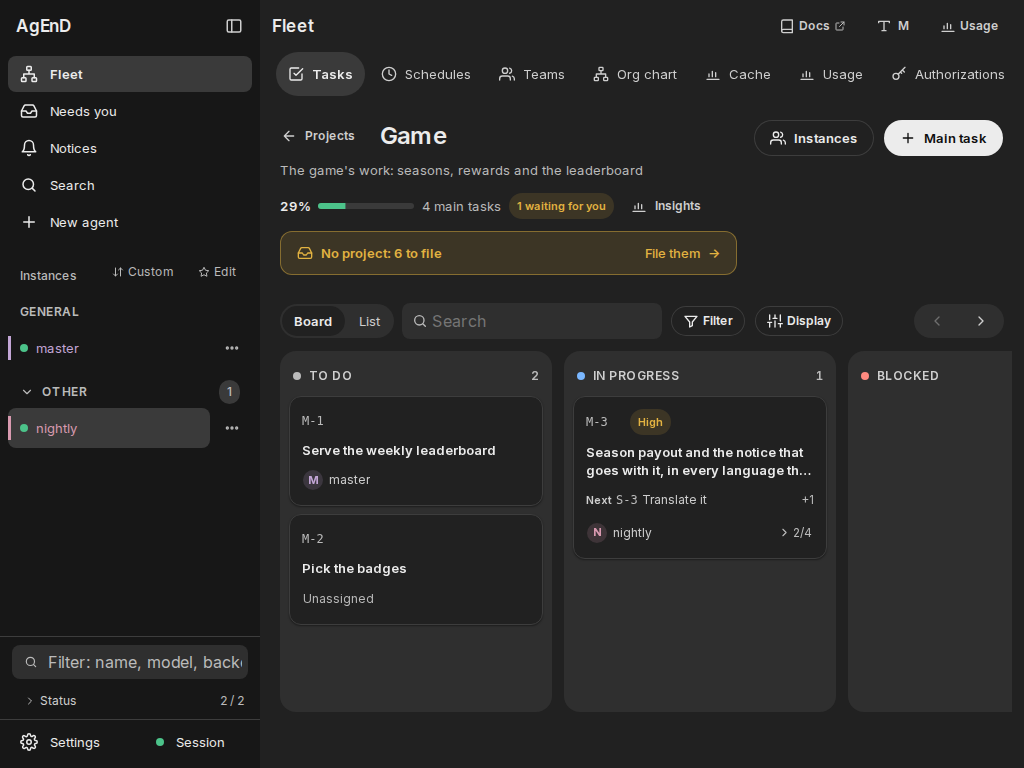 AgEnD
Fleet
Needs you
Notices
Search
New agent
Instances
Custom
Edit
GENERAL
master
OTHER
1
nightly
Filter: name, model, back
Status
2 / 2
Settings
Session
Fleet
Docs
M
Usage
Tasks
Schedules
Teams
Org chart
Cache
Usage
Authorizations
Projects
Game
Instances
Main task
The game's work: seasons, rewards and the leaderboard
29%
4 main tasks
1 waiting for you
Insights
No project: 6 to file
File them
Board
List
Search
Filter
Display
TO DO
2
M-1
Serve the weekly leaderboard
M
master
M-2
Pick the badges
Unassigned
IN PROGRESS
1
M-3
High
Season payout and the notice that
goes with it, in every language th...
Next S-3 Translate it
+1
N
nightly
2/4
BLOCKED